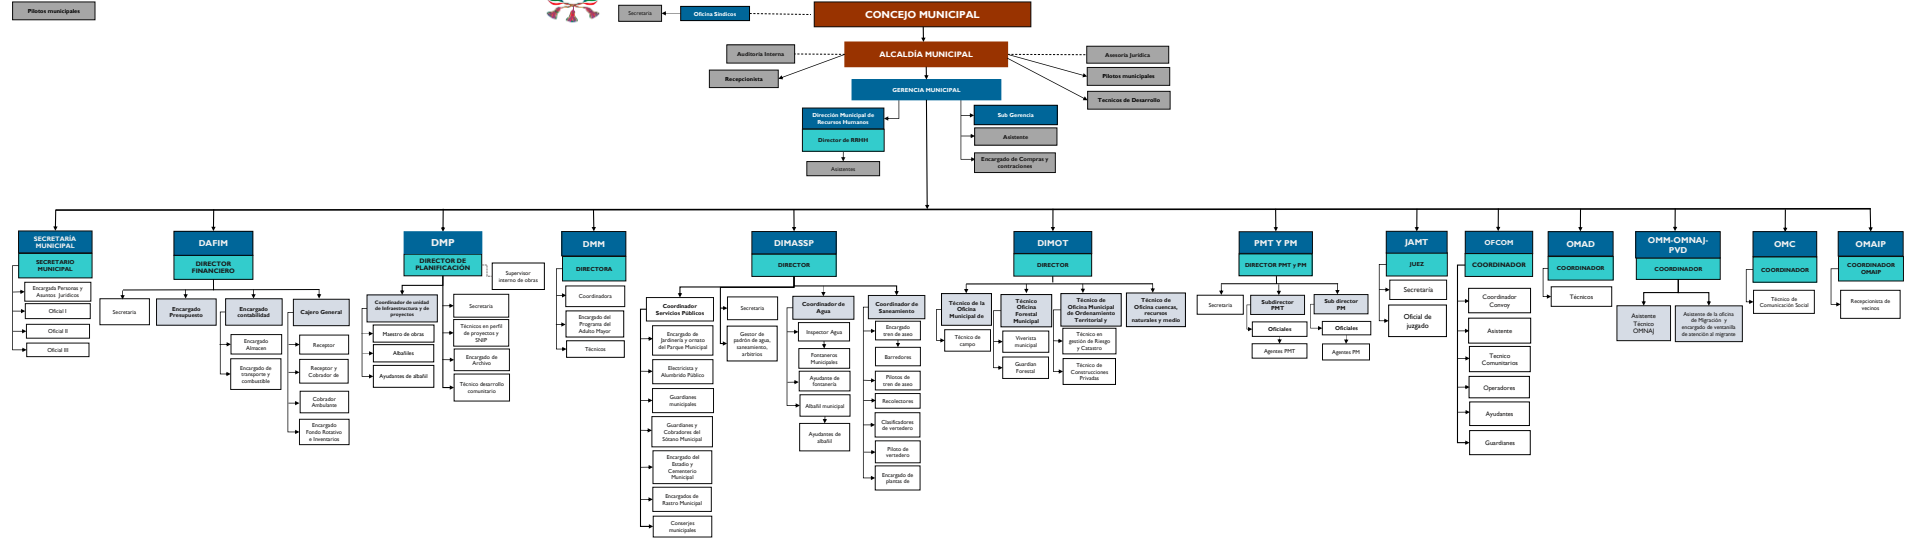 Pilotos municipales
Secretaria
Oficina Síndicos
CONCEJO MUNICIPAL
Auditoría Interna
ALCALDÍA MUNICIPAL
Asesoría Jurídica
Recepcionista
Pilotos municipales
Tecnicos de Desarrollo
GERENCIA MUNICIPAL
Dirección Municipal de
Recursos Humanos
Director de RRHH
Asistentes
Sub Gerencia
Asistente
Encargado de Compras y
contraciones
SECRETARÍA
MUNICIPAL
SECRETARIO
MUNICIPAL
Encargada Personas y
Asuntos Jurídicos
Oficial I
Oficial II
Oficial III
DAFIM
DIRECTOR
FINANCIERO
Secretaria
Encargado
Presupuesto
Encargado
contabilidad
Encargado
Almacen
Encargado de
transporte y
combustible
Cajero General
Receptor
Receptor y
Cobrador de
Cobrador
Ambulante
Encargado
Fondo Rotativo
e Inventarios
DMP
DIRECTOR DE
PLANIFICACIÓN
Supervisor
interno de obras
Coordinador de unidad
de Infraestructura y de
proyectos
Maestro de obras
Albañiles
Ayudantes de albañil
Secretaria
Técnicos en perfil
de proyectos y
SNIP
Encargado de
Archivo
Técnico desarrollo
comunitario
DMM
DIRECTORA
Coordinadora
Encargado del
Programa del
Adulto Mayor
Técnicos
DIMASSP
DIRECTOR
Coordinador
Servicios Públicos
Encargado de
Jardinería y ornato
del Parque Municipal
Electricista y
Alumbrido Público
Guardianes
municipales
Guardianes y
Cobradores del
Sótano Municipal
Encargado del
Estadio y
Cementerio
Municipal
Encargados de
Rastro Municipal
Conserjes
municipales
Secretaria
Gestor de
padrón de agua,
saneamiento,
arbitrios
Coordinador de
Agua
Inspector Agua
Fontaneros
Municipales
Ayudante de
fontanería
Albañil municipal
Ayudantes de
albañil
Coordinador de
Saneamiento
Encargado
tren de aseo
Barredores
Pilotos de
tren de aseo
Recolectores
Clasificadores
de vertedero
Piloto de
vertedero
Encargado de
plantas de
DIMOT
DIRECTOR
Técnico de la
Oficina
Municipal de
Técnico de
campo
Técnico
Oficina
Forestal
Municipal
Viverista
municipal
Guardian
Forestal
Técnico de
Oficina Municipal
de Ordenamiento
Territorial y
Técnico en
gestión de Riesgo
y Catastro
Técnico de
Construcciones
Privadas
Técnico de
Oficina cuencas,
recursos
naturales y medio
PMT Y PM
DIRECTOR PMT y PM
Secretaria
Subdirector
PMT
Oficiales
Agentes PMT
Sub director
PM
Oficiales
Agentes PM
JAMT
JUEZ
Secretaría
Oficial de
juzgado
OFCOM
COORDINADOR
Coordinador
Convoy
Asistente
Tecnico
Comunitarios
Operadores
Ayudantes
Guardianes
OMAD
COORDINADOR
Técnicos
OMM-OMNAJ-
PVD
COORDINADOR
Asistente
Técnico
OMNAJ
Asistente de la oficina
de Migración y
encargado de ventanilla
de atención al migrante
OMC
COORDINADOR
Técnico de
Comunicación Social
OMAIP
COORDINADOR
OMAIP
Recepcionista de
vecinos